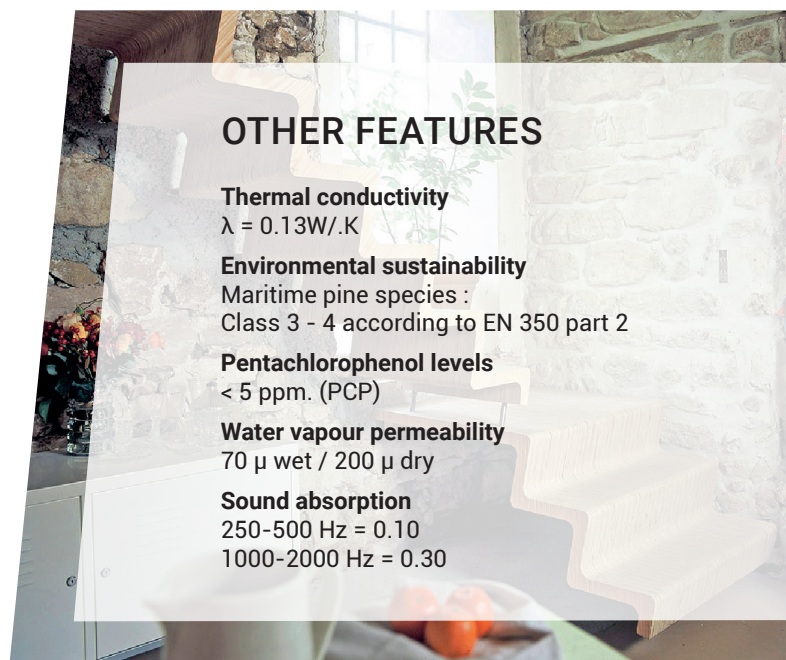 OTHER FEATURES
Thermal conductivity
λ = 0.13W/.K
Environmental sustainability
Maritime pine species :
Class 3 - 4 according to EN 350 part 2
Pentachlorophenol levels
< 5 ppm. (PCP)
Water vapour permeability
70 μ wet / 200 μ dry
Sound absorption
250-500 Hz = 0.10
1000-2000 Hz = 0.30